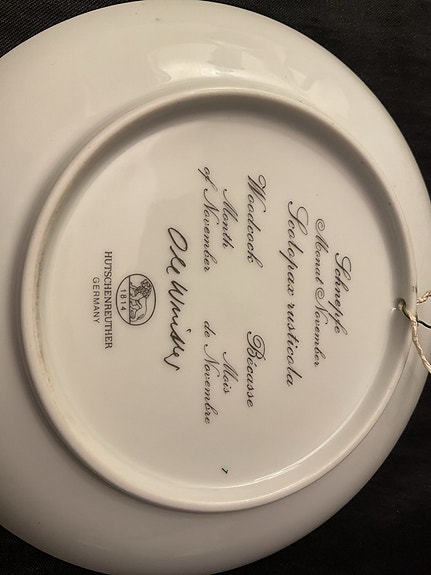 Schnepfe
Monat November
Scolopax rusticola
Woodcock Bécasse
Month Mois
of November de Novembre
Ole Winther
1814
HUTSCHENREUTHER
GERMANY